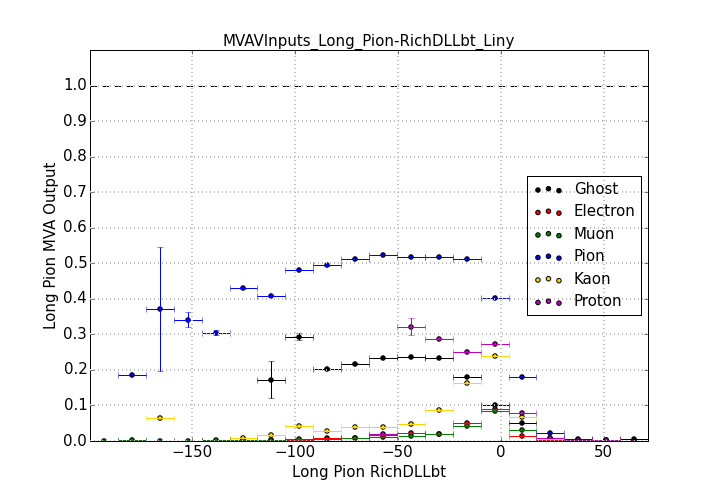 MVAVInputs_Long_Pion-RichDLLbt_Liny
Long Pion MVA Output
1.0
0.9
0.8
0.7
0.6
0.5
0.4
0.3
0.2
0.1
0.0
Ghost
Electron
Muon
Pion
Kaon
Proton
−150
−100
−50
0
50
Long Pion RichDLLbt